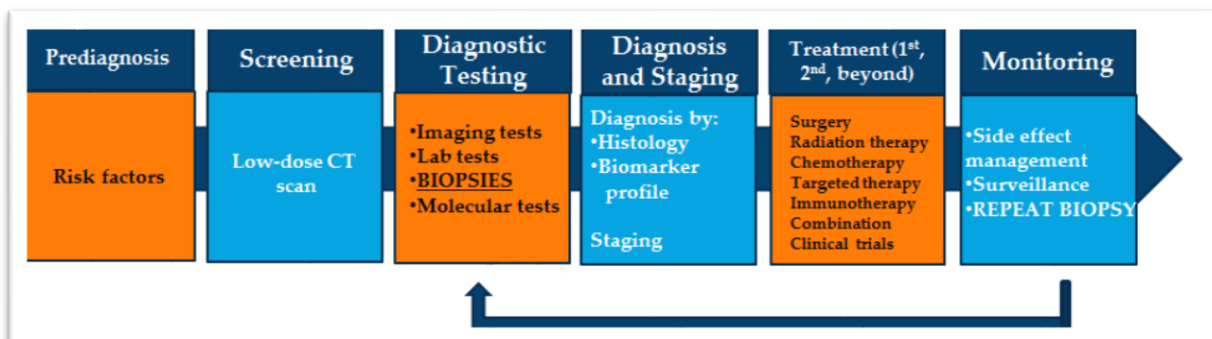 Prediagnosis
Risk factors
Screening
Low-dose CT
scan
Diagnostic
Testing
•Imaging tests
•Lab tests
•BIOPSIES
•Molecular tests
Diagnosis
and Staging
Diagnosis by:
•Histology
•Biomarker
profile
Staging
Treatment (1st,
2nd, beyond)
Surgery
Radiation therapy
Chemotherapy
Targeted therapy
Immunotherapy
Combination
Clinical trials
Monitoring
•Side effect
management
•Surveillance
•REPEAT BIOPSY